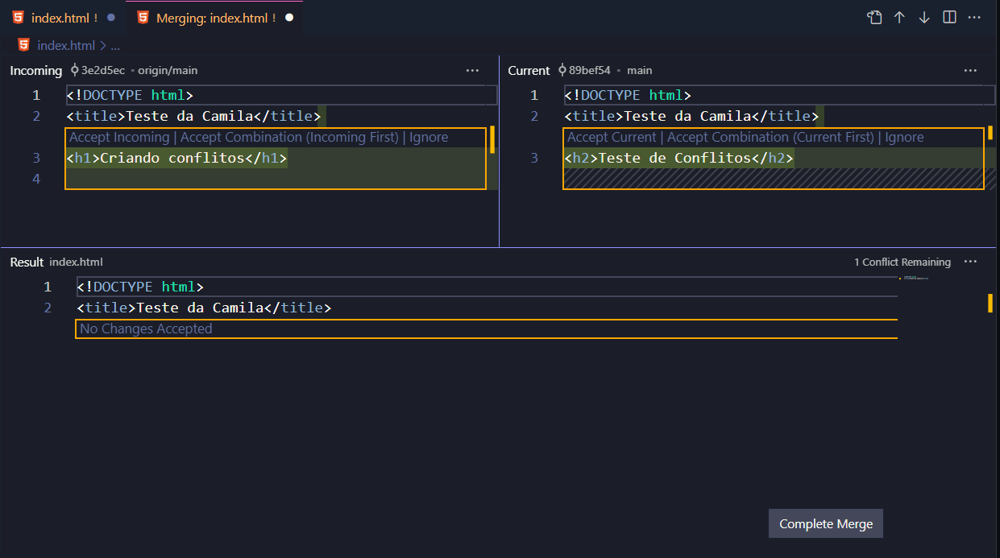 index.html !
Merging: index.html !
index.html > ...
Incoming 3e2d5ec • origin/main ...
1 <!DOCTYPE html>
2 <title>Teste da Camila</title>
Accept Incoming | Accept Combination (Incoming First) | Ignore
3 <h1>Criando conflitos</h1>
4
Current 89bef54 • main ...
1 <!DOCTYPE html>
2 <title>Teste da Camila</title>
Accept Current | Accept Combination (Current First) | Ignore
3 <h2>Teste de Conflitos</h2>
Result index.html
1 Conflict Remaining ...
1 <!DOCTYPE html>
2 <title>Teste da Camila</title>
No Changes Accepted
Complete Merge